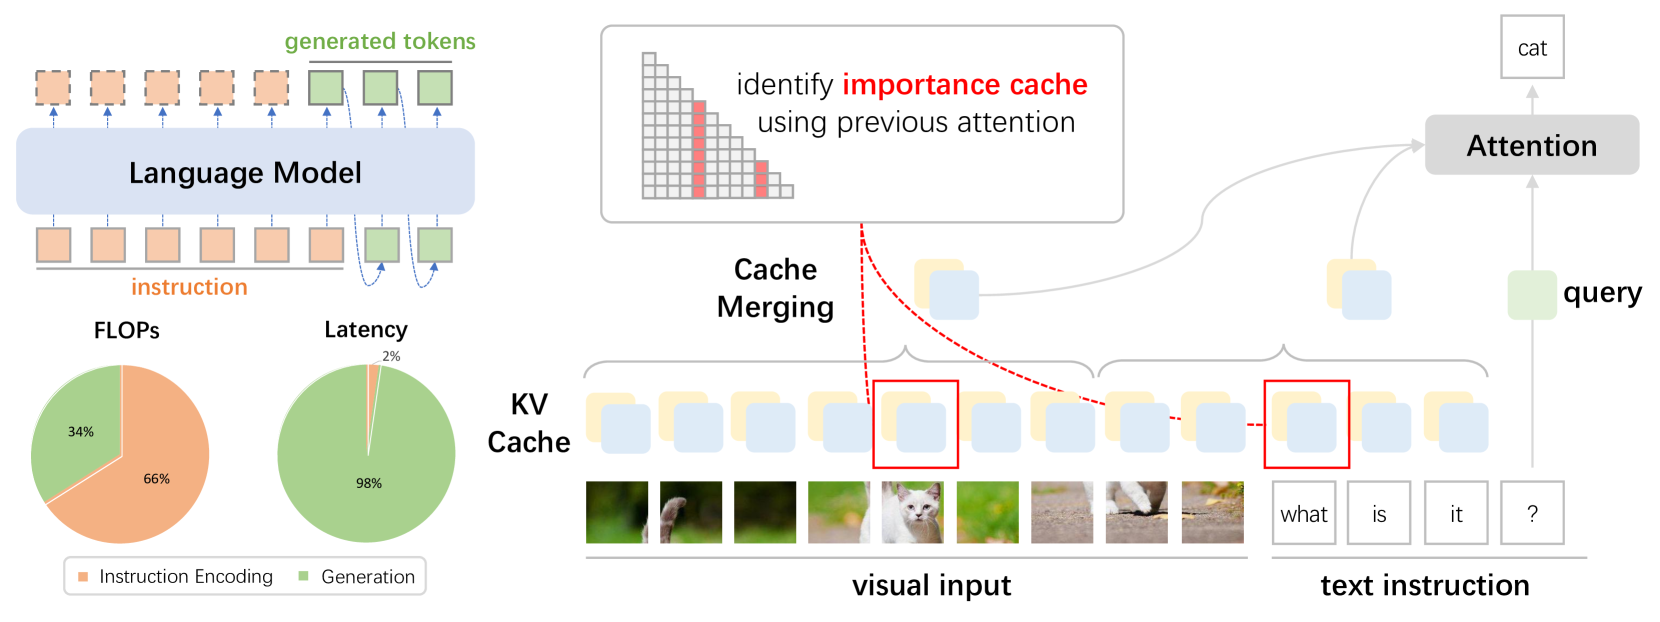 generated tokens
Language Model
instruction
FLOPs
34%
66%
Latency
2%
98%
Instruction Encoding
Generation
identify importance cache
using previous attention
cat
Attention
Cache
Merging
query
KV
Cache
what
is
it
?
visual input
text instruction